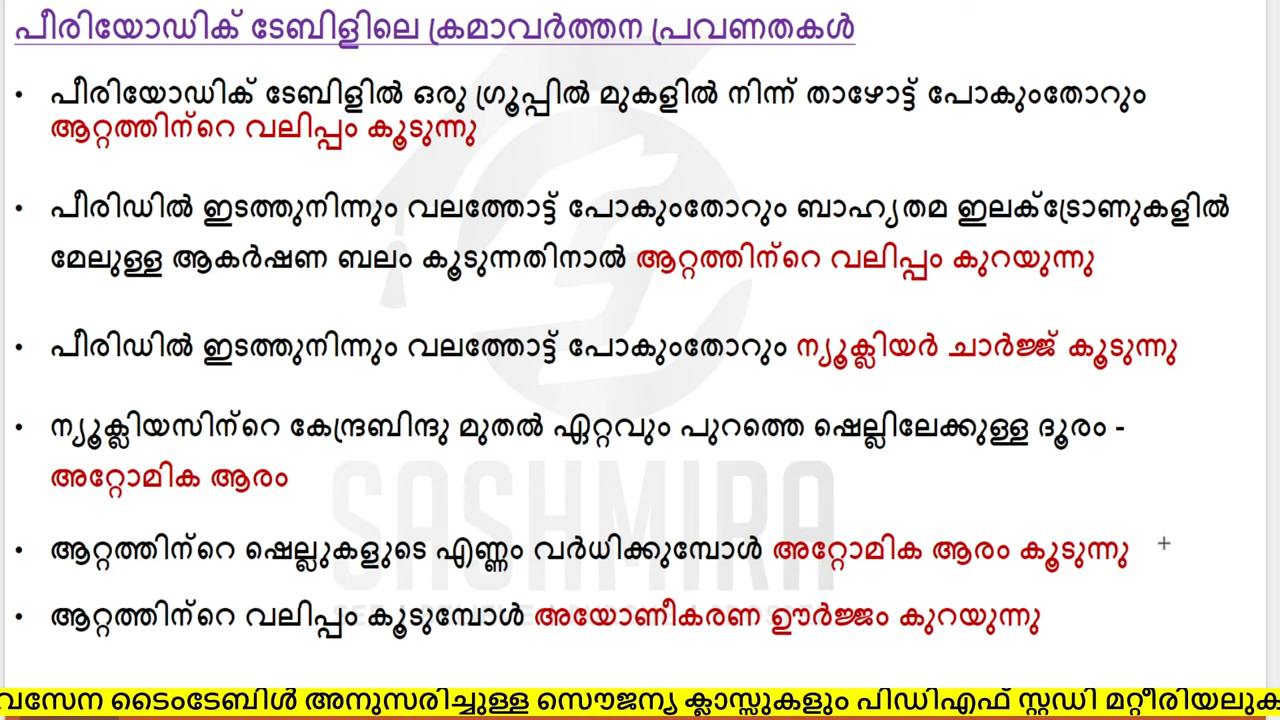 പീരിയോഡിക് ടേബിളിലെ ക്രമാവർത്തന പ്രവണതകൾ
• പീരിയോഡിക് ടേബിളിൽ ഒരു ഗ്രൂപ്പിൽ മുകളിൽ നിന്ന് താഴോട്ട് പോകുംതോറും
ആറ്റത്തിന്റെ വലിപ്പം കൂടുന്നു
• പീരിഡിൽ ഇടത്തുനിന്നും വലത്തോട്ട് പോകുംതോറും ബാഹ്യതമ ഇലക്ട്രോണുകളിൽ
മേലുള്ള ആകർഷണ ബലം കൂടുന്നതിനാൽ ആറ്റത്തിന്റെ വലിപ്പം കുറയുന്നു
• പീരിഡിൽ ഇടത്തുനിന്നും വലത്തോട്ട് പോകുംതോറും ന്യൂക്ലിയർ ചാർജ്ജ് കൂടുന്നു
• ന്യൂക്ലിയസിന്റെ കേന്ദ്രബിന്ദു മുതൽ ഏറ്റവും പുറത്തെ ഷെല്ലിലേക്കുള്ള ദൂരം -
അറ്റോമിക ആരം
• ആറ്റത്തിന്റെ ഷെല്ലുകളുടെ എണ്ണം വർധിക്കുമ്പോൾ അറ്റോമിക ആരം കൂടുന്നു
• ആറ്റത്തിന്റെ വലിപ്പം കൂടുമ്പോൾ അയോണീകരണ ഊർജ്ജം കുറയുന്നു
SASHMIRA
വസേന ടൈംടേബിൾ അനുസരിച്ചുള്ള സൌജന്യ ക്ലാസ്സുകളും പിഡിഎഫ് സ്റ്റഡി മറ്റീരിയലുക